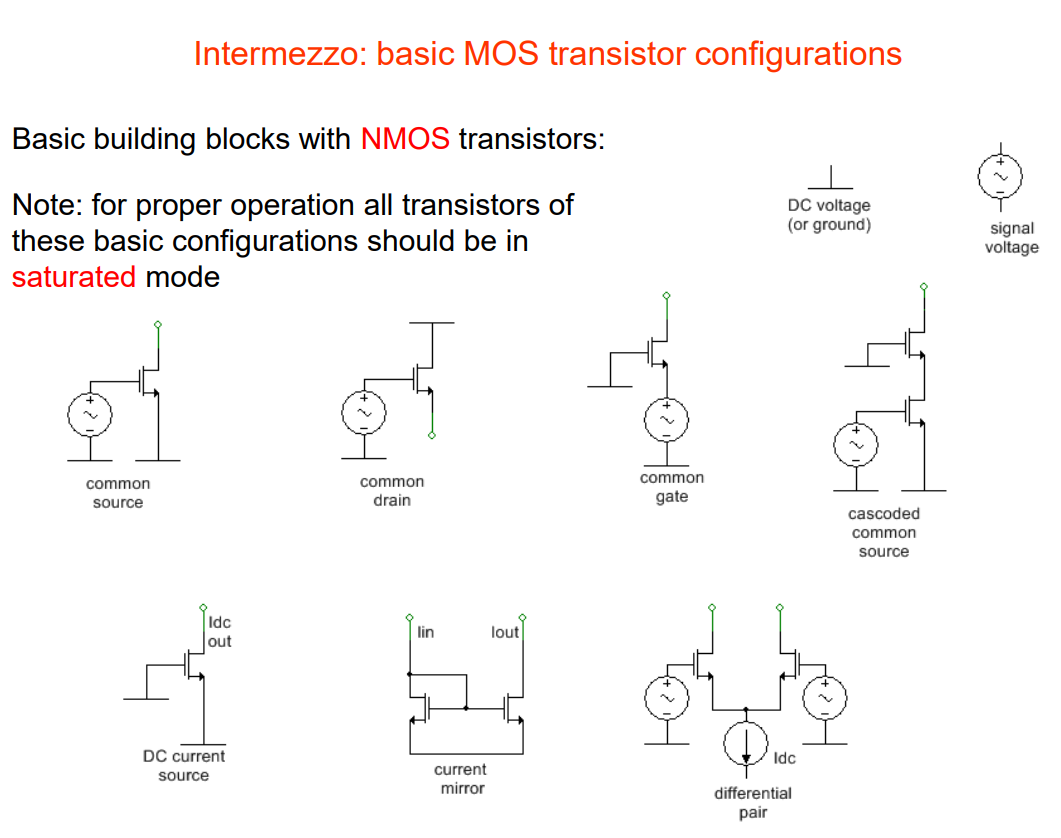 Intermezzo: basic MOS transistor configurations
Basic building blocks with NMOS transistors:
Note: for proper operation all transistors of
these basic configurations should be in
saturated mode
DC voltage
(or ground)
signal
voltage
common
source
common
drain
common
gate
cascoded
common
source
Idc
out
DC current
source
Iin
Iout
current
mirror
Idc
differential
pair